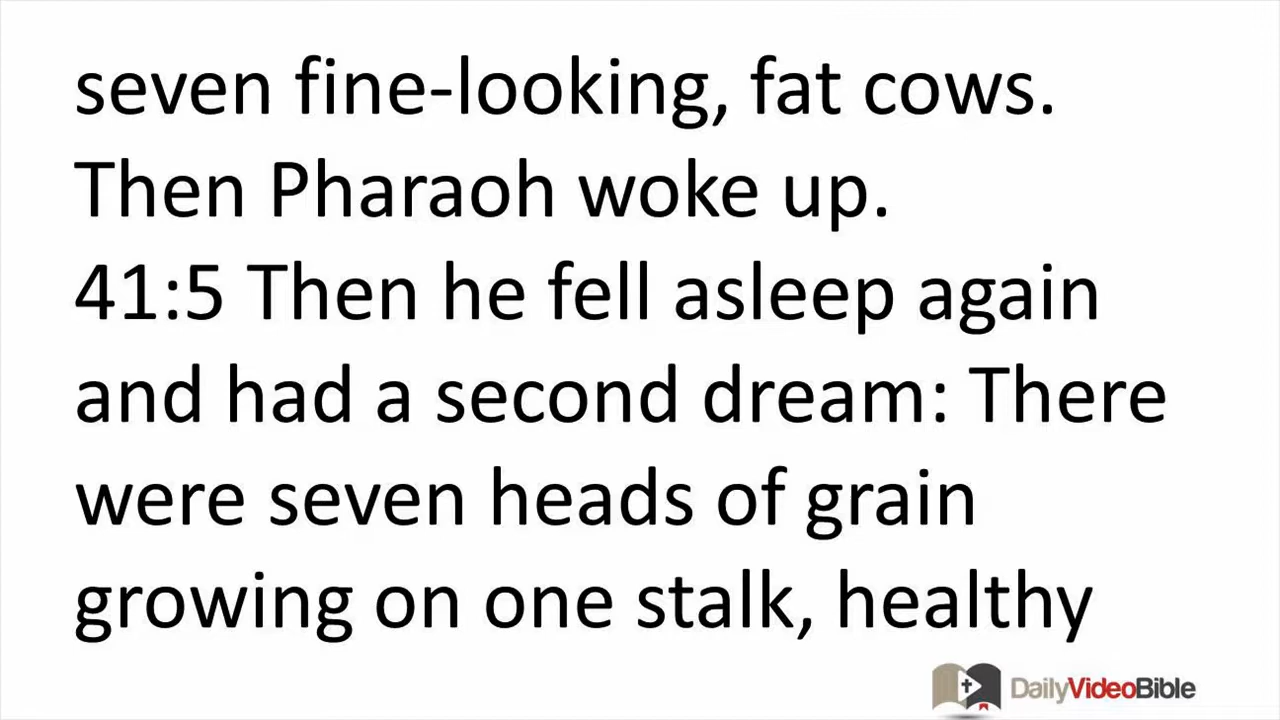 seven fine-looking, fat cows.
Then Pharaoh woke up.
41:5 Then he fell asleep again
and had a second dream: There
were seven heads of grain
growing on one stalk, healthy
DailyVideoBible